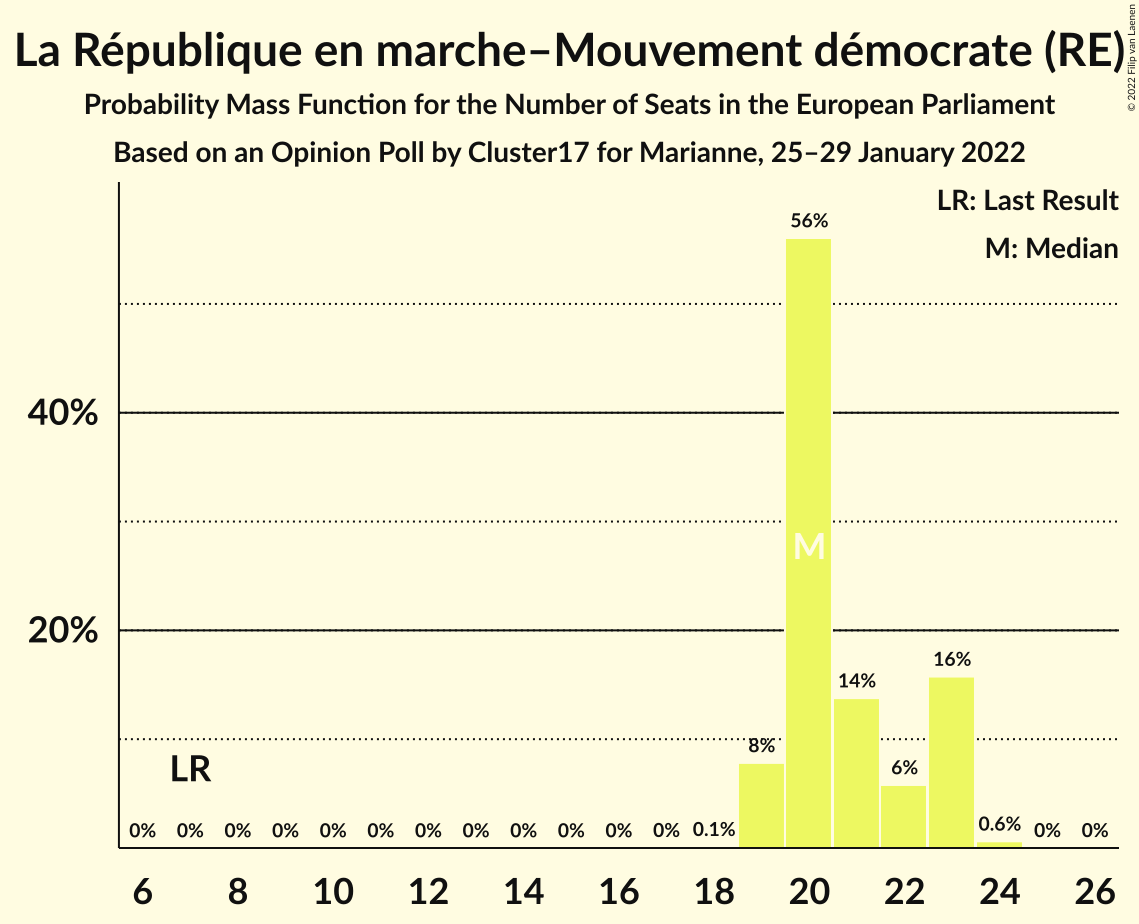 La République en marche–Mouvement démocrate (RE)
Probability Mass Function for the Number of Seats in the European Parliament
Based on an Opinion Poll by Cluster17 for Marianne, 25–29 January 2022
© 2022 Filip van Laenen
LR: Last Result
M: Median
56%
40%
M
20%
16%
14%
8%
6%
LR
0% 0% 0% 0% 0% 0% 0% 0% 0% 0% 0% 0% 0.1% 0.6% 0% 0%
6 8 10 12 14 16 18 20 22 24 26